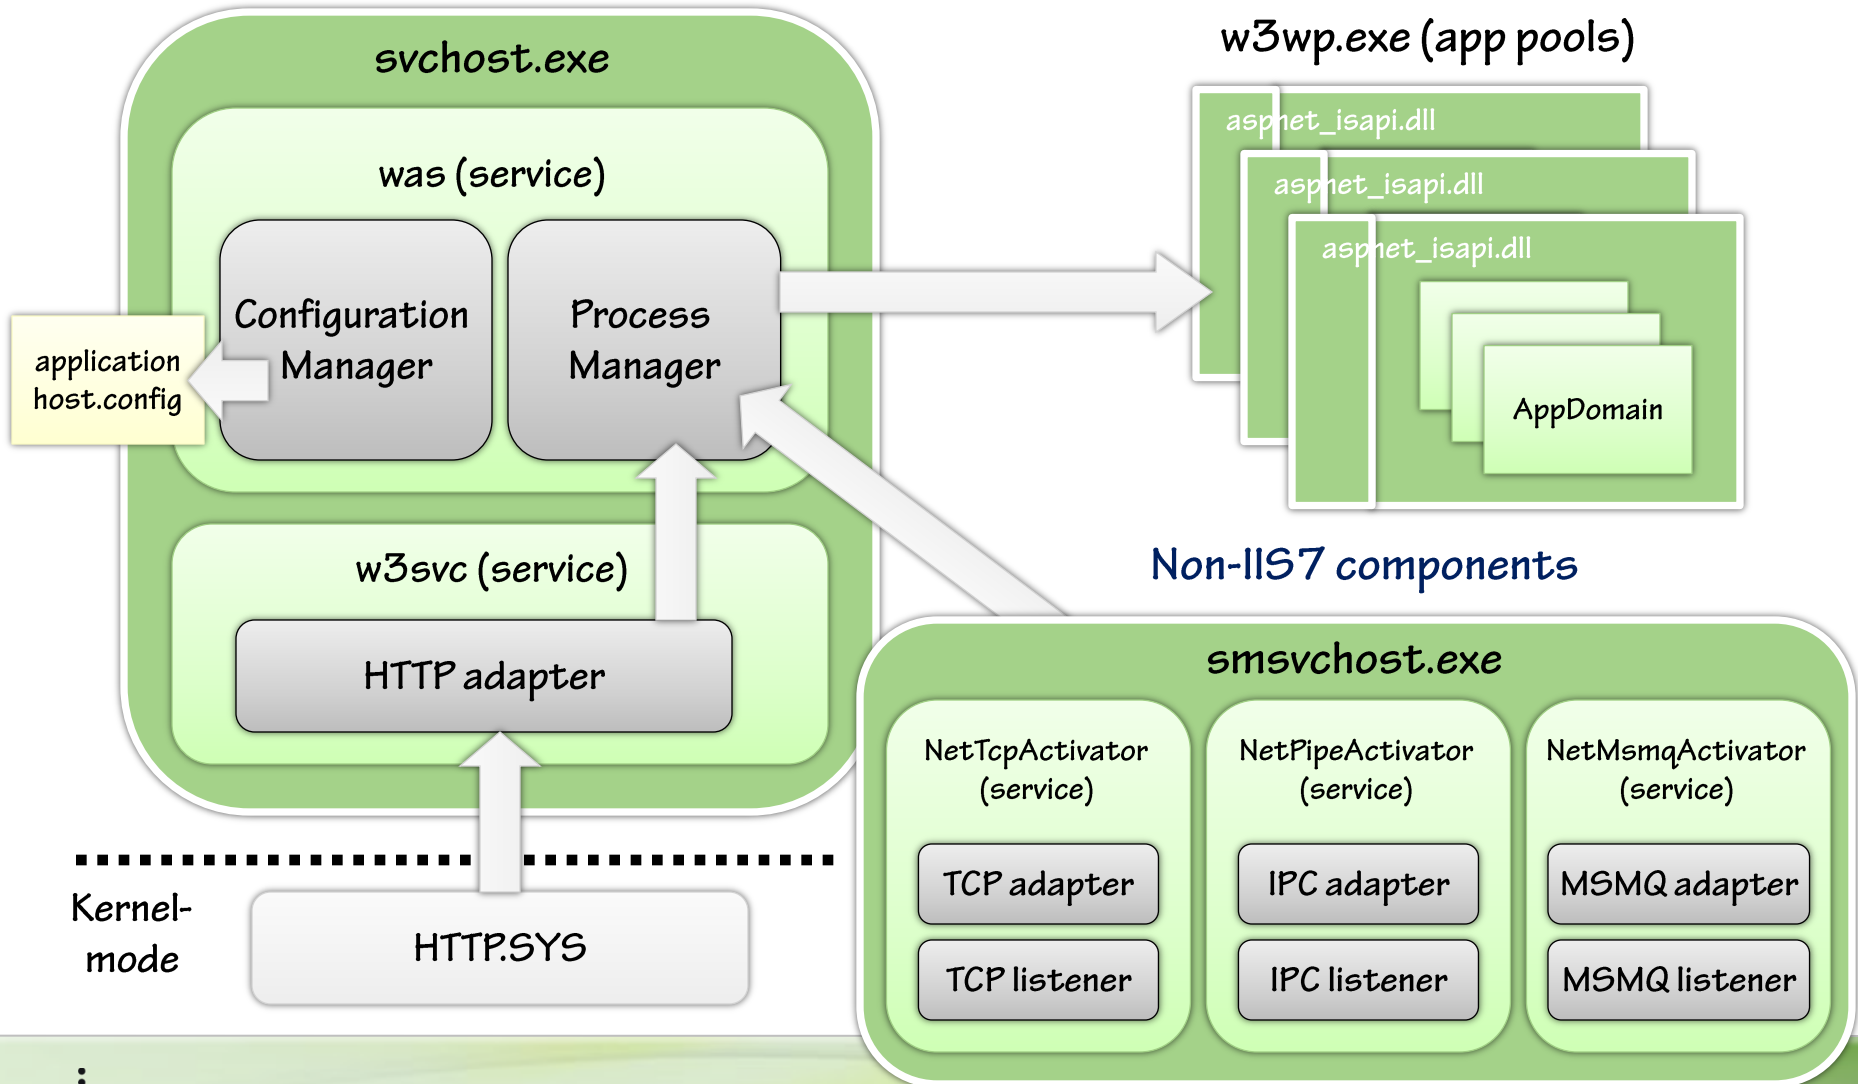 svchost.exe
was (service)
Configuration
Manager
Process
Manager
application
host.config
w3svc (service)
HTTP adapter
Kernel-
mode
HTTP.SYS
w3wp.exe (app pools)
aspnet_isapi.dll
aspnet_isapi.dll
aspnet_isapi.dll
AppDomain
Non-IIS7 components
smsvchost.exe
NetTcpActivator
(service)
TCP adapter
TCP listener
NetPipeActivator
(service)
IPC adapter
IPC listener
NetMsmqActivator
(service)
MSMQ adapter
MSMQ listener